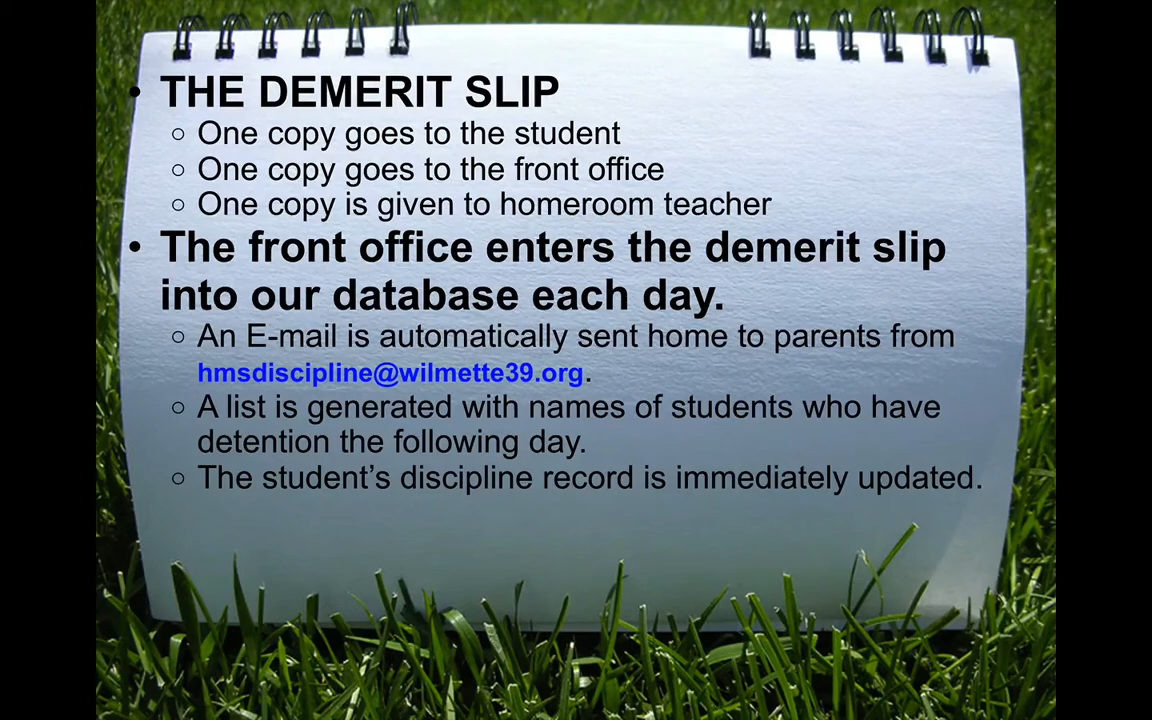 • THE DEMERIT SLIP
○ One copy goes to the student
○ One copy goes to the front office
○ One copy is given to homeroom teacher
• The front office enters the demerit slip
into our database each day.
○ An E-mail is automatically sent home to parents from
hmsdiscipline@wilmette39.org.
○ A list is generated with names of students who have
detention the following day.
○ The student’s discipline record is immediately updated.